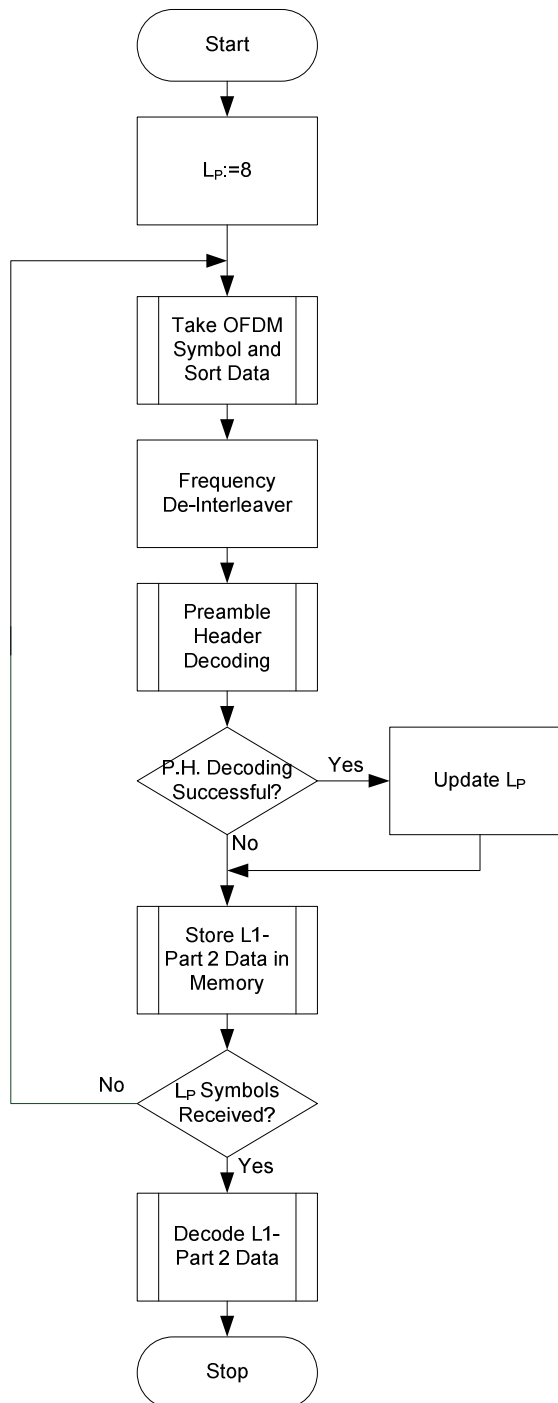 Start
LP:=8
Take OFDM
Symbol and
Sort Data
Frequency
De-Interleaver
Preamble
Header
Decoding
P.H. Decoding
Successful?
Yes
Update LP
No
Store L1-
Part 2 Data in
Memory
No
LP Symbols
Received?
Yes
Decode L1-
Part 2 Data
Stop